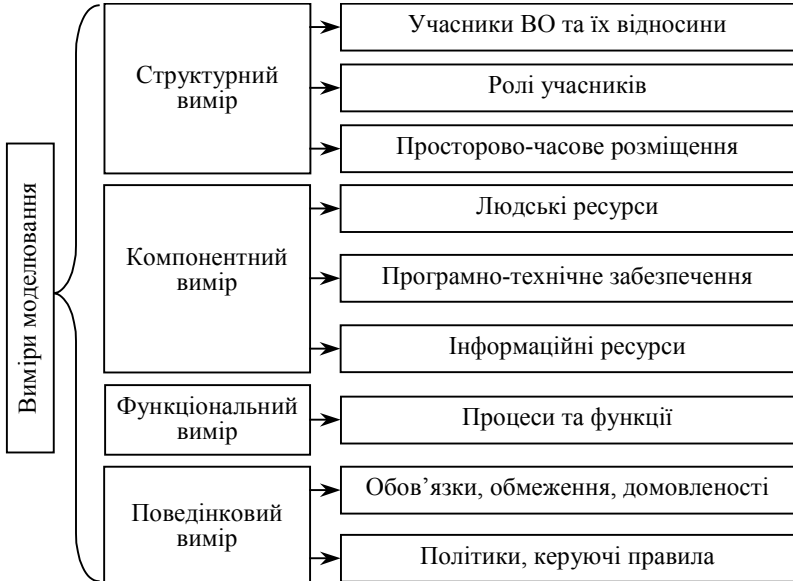 Виміри моделювання
Структурний
вимір
Учасники ВО та їх відносини
Ролі учасників
Просторово-часове розміщення
Компонентний
вимір
Людські ресурси
Програмно-технічне забезпечення
Інформаційні ресурси
Функціональний
вимір
Процеси та функції
Поведінковий
вимір
Обов’язки, обмеження, домовленості
Політики, керуючі правила